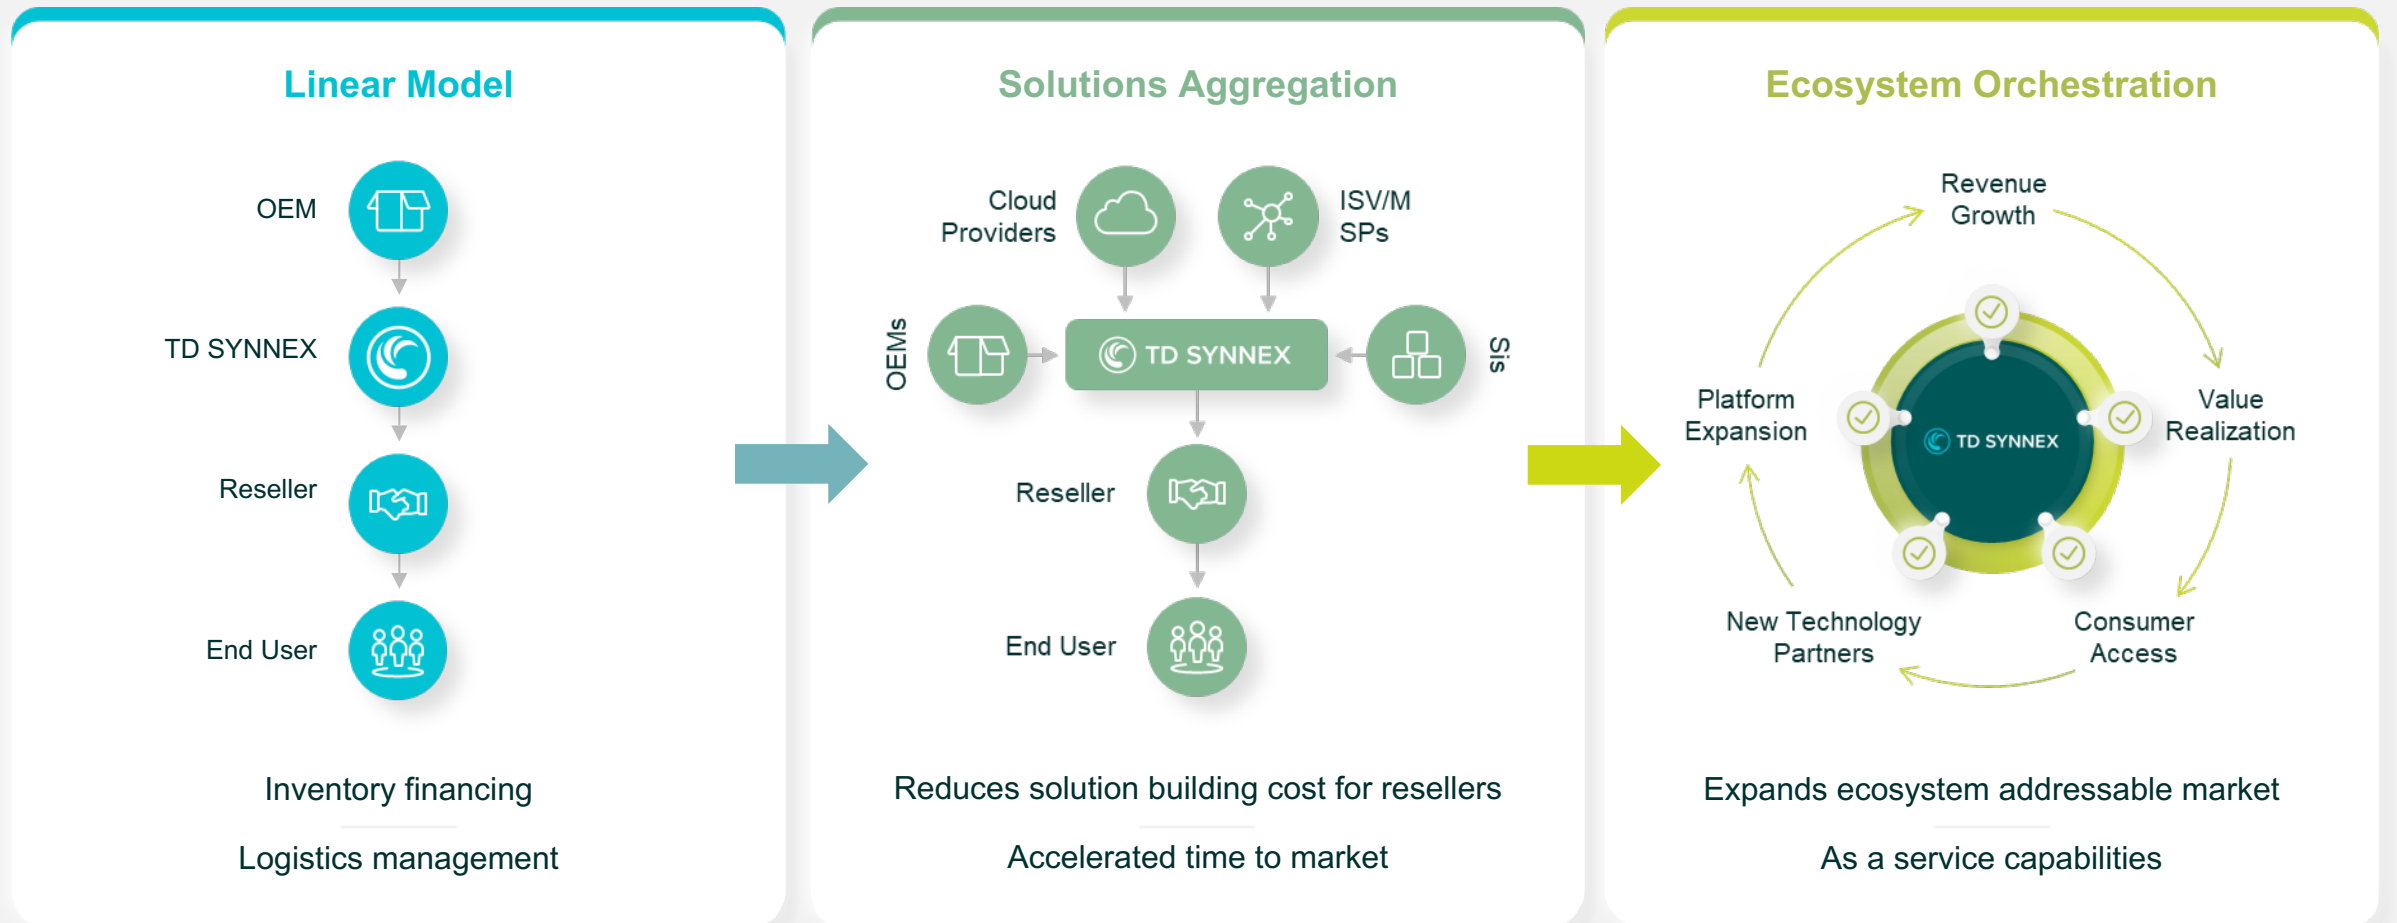 Linear Model
OEM
TD SYNNEX
Reseller
End User
Inventory financing
Logistics management
Solutions Aggregation
Cloud
Providers
ISV/M
SPs
OEMs
TD SYNNEX
Sis
Reseller
End User
Reduces solution building cost for resellers
Accelerated time to market
Ecosystem Orchestration
Revenue
Growth
Value
Realization
Consumer
Access
New Technology
Partners
Platform
Expansion
TD SYNNEX
Expands ecosystem addressable market
As a service capabilities